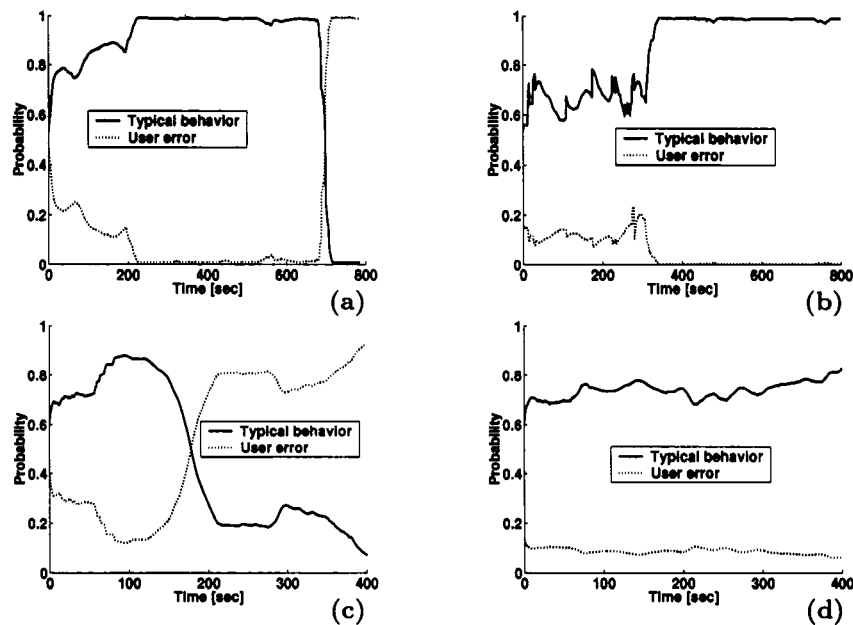 1
0.8
0.6
0.4
0.2
0
Probability
Typical behavior
User error
0 200 400 600 800
Time [sec]
(a)
1
0.8
0.6
0.4
0.2
0
Probability
Typical behavior
User error
0 200 400 600 800
Time [sec]
(b)
1
0.8
0.6
0.4
0.2
0
Probability
Typical behavior
User error
0 100 200 300 400
Time [sec]
(c)
1
0.8
0.6
0.4
0.2
0
Probability
Typical behavior
User error
0 100 200 300 400
Time [sec]
(d)